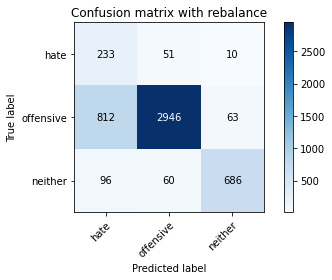 Confusion matrix with rebalance
True label
hate 233 51 10
offensive 812 2946 63
neither 96 60 686
hate offensive neither
Predicted label
2500
2000
1500
1000
500